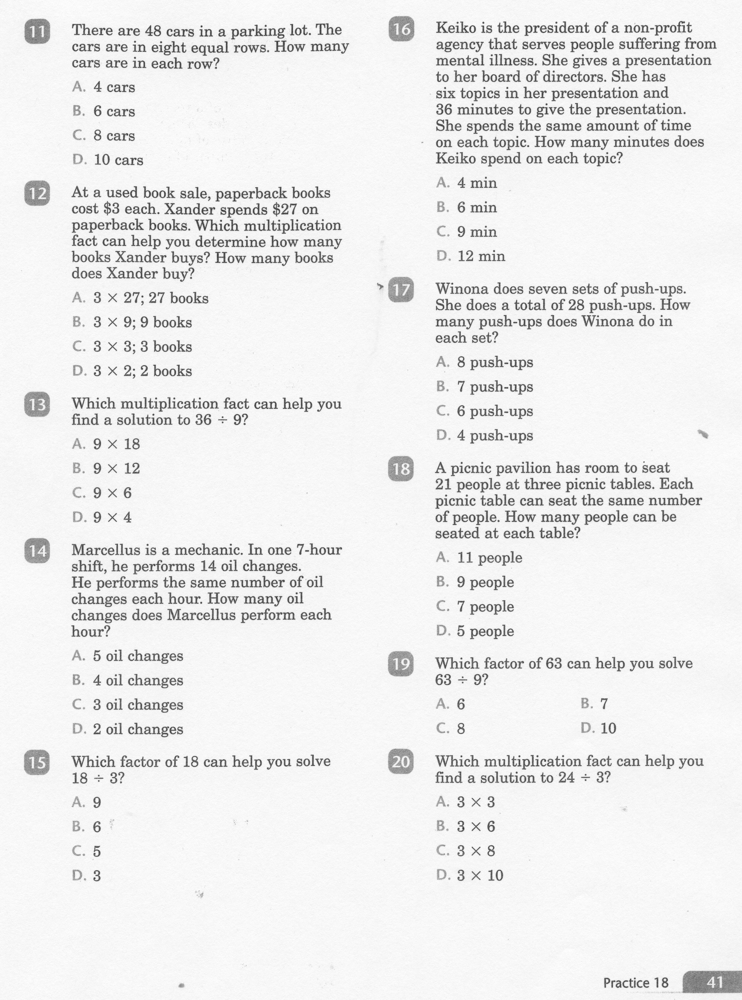 11
There are 48 cars in a parking lot. The
cars are in eight equal rows. How many
cars are in each row?
A. 4 cars
B. 6 cars
C. 8 cars
D. 10 cars
12
At a used book sale, paperback books
cost $3 each. Xander spends $27 on
paperback books. Which multiplication
fact can help you determine how many
books Xander buys? How many books
does Xander buy?
A. 3 × 27; 27 books
B. 3 × 9; 9 books
C. 3 × 3; 3 books
D. 3 × 2; 2 books
13
Which multiplication fact can help you
find a solution to 36 ÷ 9?
A. 9 × 18
B. 9 × 12
C. 9 × 6
D. 9 × 4
14
Marcellus is a mechanic. In one 7-hour
shift, he performs 14 oil changes.
He performs the same number of oil
changes each hour. How many oil
changes does Marcellus perform each
hour?
A. 5 oil changes
B. 4 oil changes
C. 3 oil changes
D. 2 oil changes
15
Which factor of 18 can help you solve
18 ÷ 3?
A. 9
B. 6
C. 5
D. 3
16
Keiko is the president of a non-profit
agency that serves people suffering from
mental illness. She gives a presentation
to her board of directors. She has
six topics in her presentation and
36 minutes to give the presentation.
She spends the same amount of time
on each topic. How many minutes does
Keiko spend on each topic?
A. 4 min
B. 6 min
C. 9 min
D. 12 min
17
Winona does seven sets of push-ups.
She does a total of 28 push-ups. How
many push-ups does Winona do in
each set?
A. 8 push-ups
B. 7 push-ups
C. 6 push-ups
D. 4 push-ups
18
A picnic pavilion has room to seat
21 people at three picnic tables. Each
picnic table can seat the same number
of people. How many people can be
seated at each table?
A. 11 people
B. 9 people
C. 7 people
D. 5 people
19
Which factor of 63 can help you solve
63 ÷ 9?
A. 6 B. 7
C. 8 D. 10
20
Which multiplication fact can help you
find a solution to 24 ÷ 3?
A. 3 × 3
B. 3 × 6
C. 3 × 8
D. 3 × 10
Practice 18 41